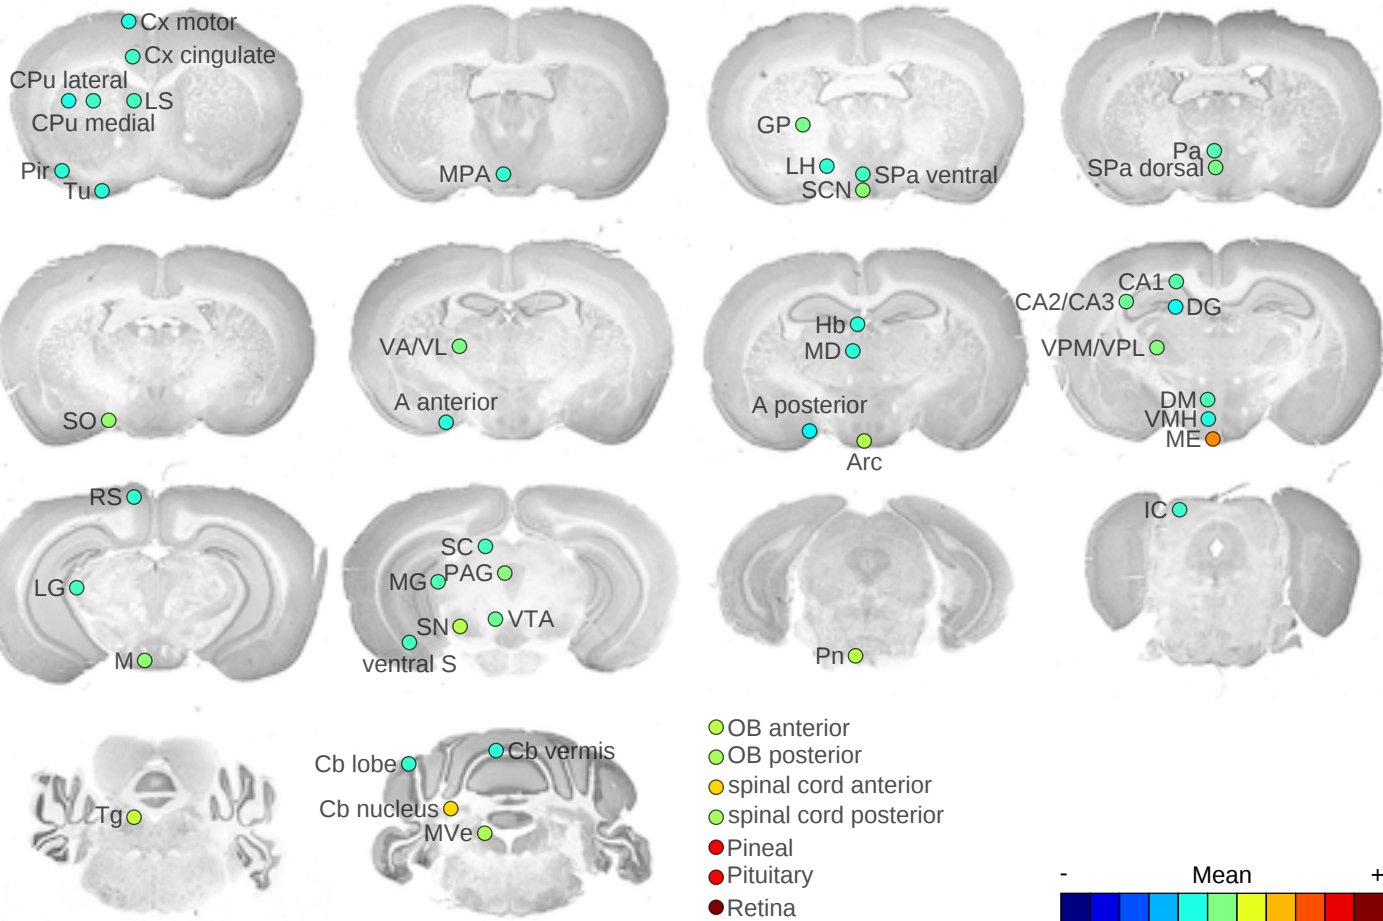 Cx motor
Cx cingulate
CPu lateral
LS
CPu medial
Pir
Tu
MPA
GP
LH
SPa ventral
SCN
Pa
SPa dorsal
SO
VA/VL
A anterior
Hb
MD
A posterior
Arc
CA1
CA2/CA3
DG
VPM/VPL
DM
VMH
ME
RS
LG
M
SC
MG
PAG
SN
VTA
ventral S
Pn
IC
Tg
Cb lobe
Cb vermis
Cb nucleus
MVe
OB anterior
OB posterior
spinal cord anterior
spinal cord posterior
Pineal
Pituitary
Retina
- Mean +